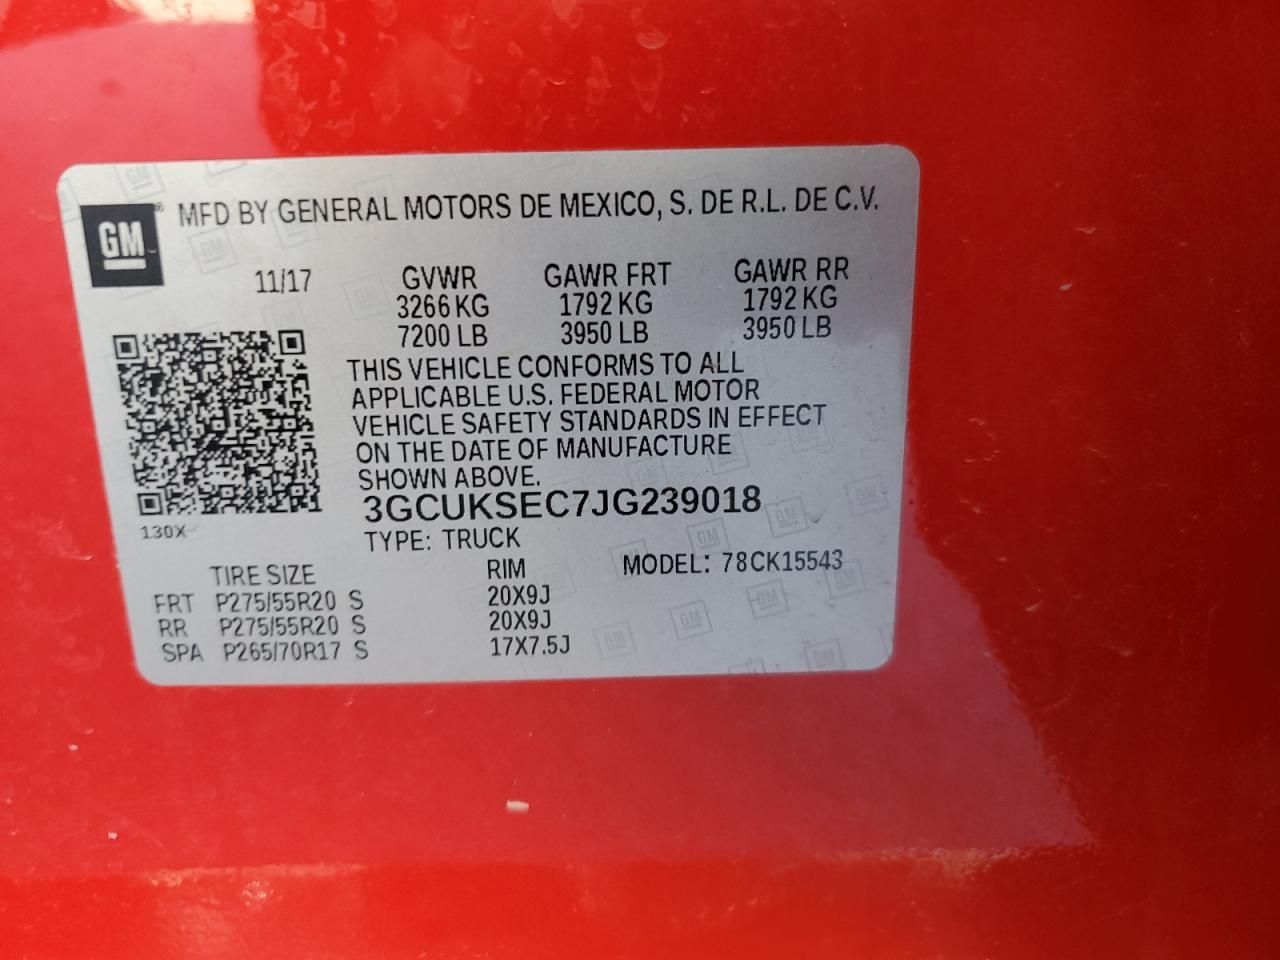 GM
MFD BY GENERAL MOTORS DE MEXICO, S. DE R.L. DE C.V.
11/17 GVWR GAWR FRT GAWR RR
3266 KG 1792 KG 1792 KG
7200 LB 3950 LB 3950 LB
THIS VEHICLE CONFORMS TO ALL
APPLICABLE U.S. FEDERAL MOTOR
VEHICLE SAFETY STANDARDS IN EFFECT
ON THE DATE OF MANUFACTURE
SHOWN ABOVE.
3GCUKSEC7JG239018
130X
TYPE: TRUCK
TIRE SIZE RIM MODEL: 78CK15543
FRT P275/55R20 S 20X9J
RR P275/55R20 S 20X9J
SPA P265/70R17 S 17X7.5J